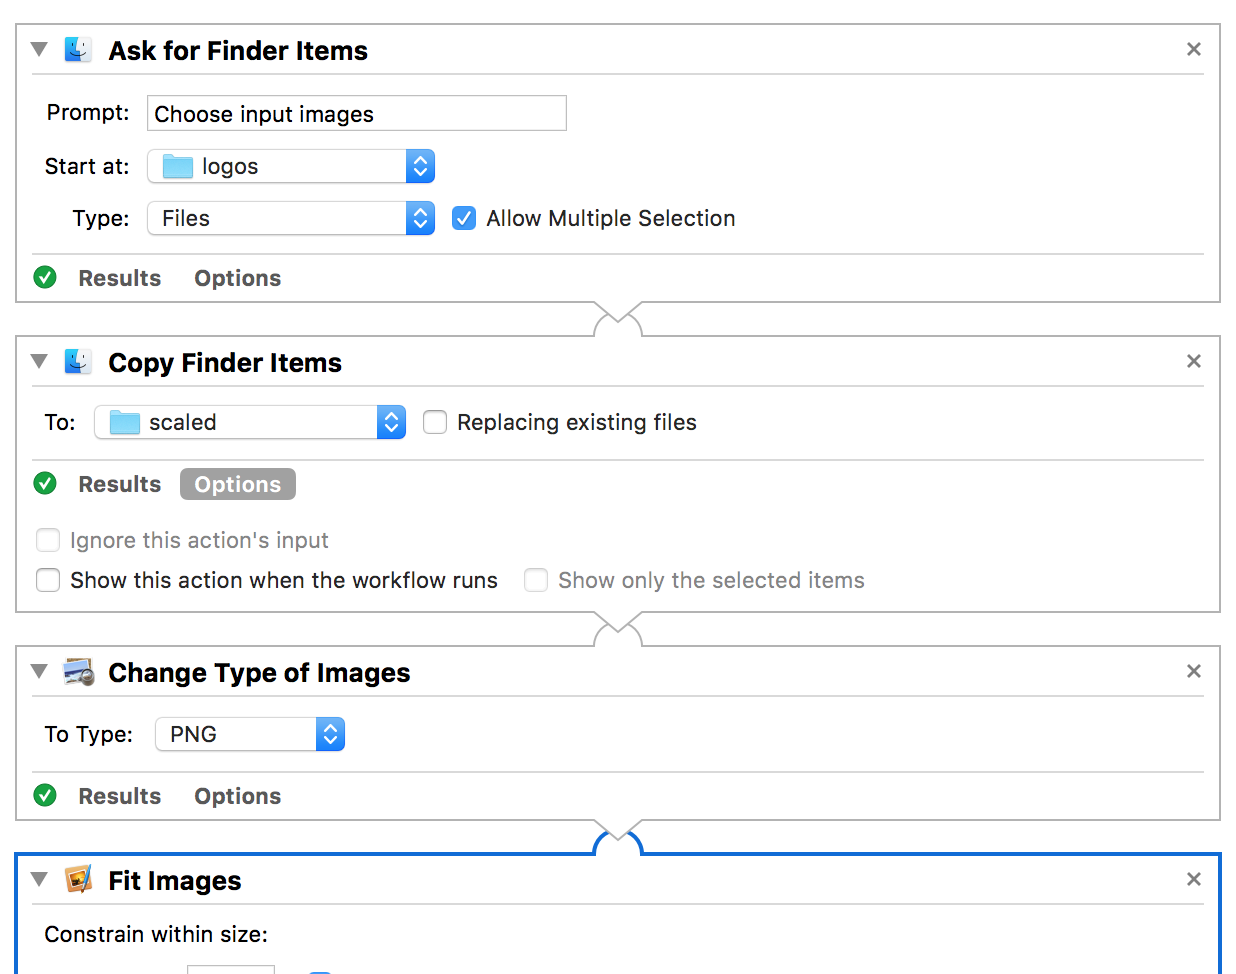 Ask for Finder Items
Prompt: Choose input images
Start at: logos
Type: Files Allow Multiple Selection
Results Options
Copy Finder Items
To: scaled Replacing existing files
Results Options
Ignore this action's input
Show this action when the workflow runs Show only the selected items
Change Type of Images
To Type: PNG
Results Options
Fit Images
Constrain within size: